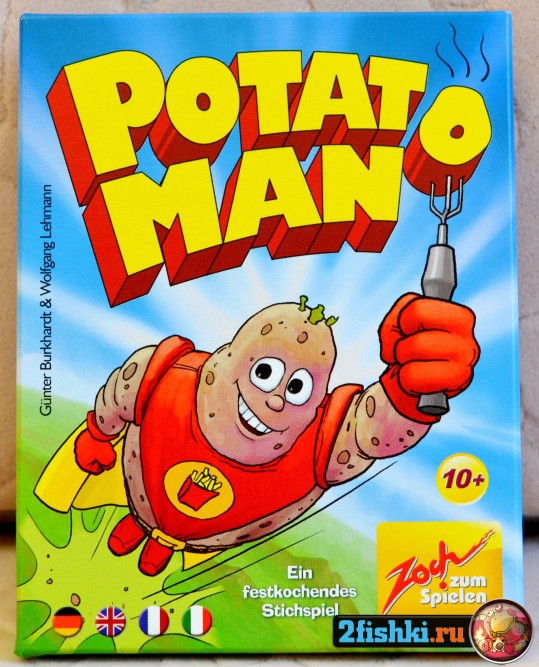 POTATO
MAN
Günter Burkhardt & Wolfgang Lehmann
10+
Ein
festkochendes
Stichspiel
Zoch
zum
Spielen
2fishki.ru